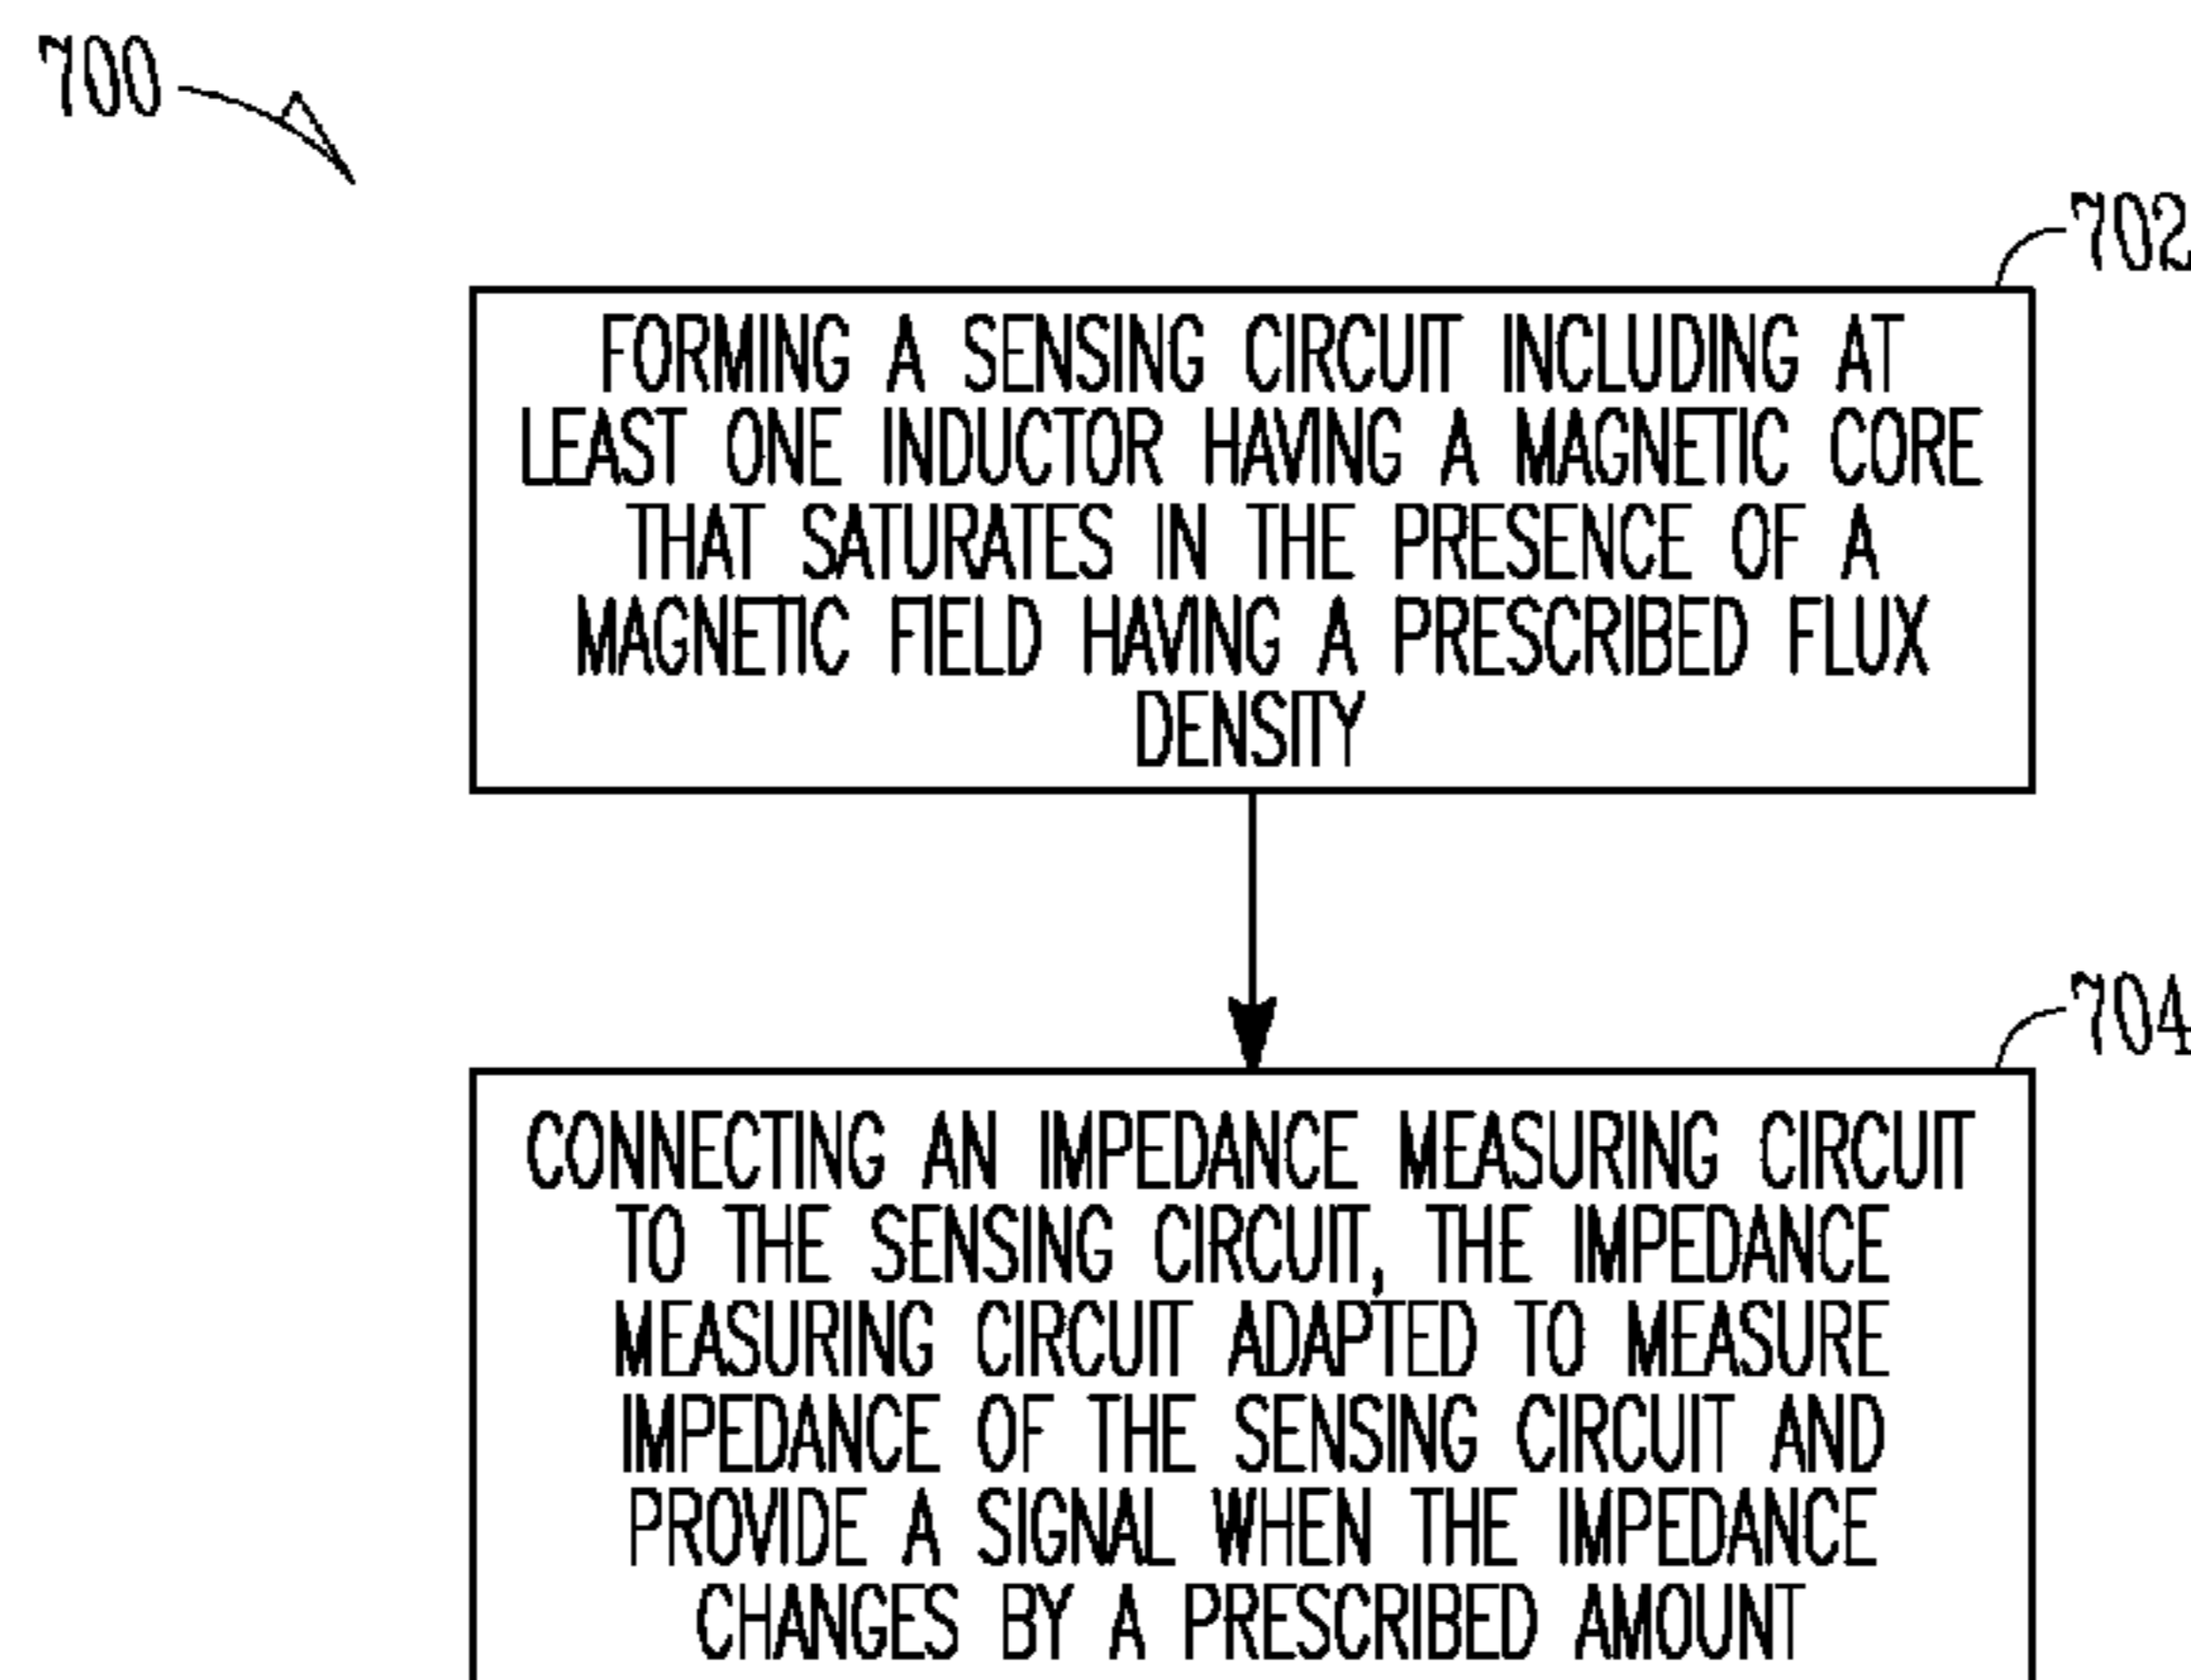 700
702
FORMING A SENSING CIRCUIT INCLUDING AT
LEAST ONE INDUCTOR HAVING A MAGNETIC CORE
THAT SATURATES IN THE PRESENCE OF A
MAGNETIC FIELD HAVING A PRESCRIBED FLUX
DENSITY
704
CONNECTING AN IMPEDANCE MEASURING CIRCUIT
TO THE SENSING CIRCUIT, THE IMPEDANCE
MEASURING CIRCUIT ADAPTED TO MEASURE
IMPEDANCE OF THE SENSING CIRCUIT AND
PROVIDE A SIGNAL WHEN THE IMPEDANCE
CHANGES BY A PRESCRIBED AMOUNT